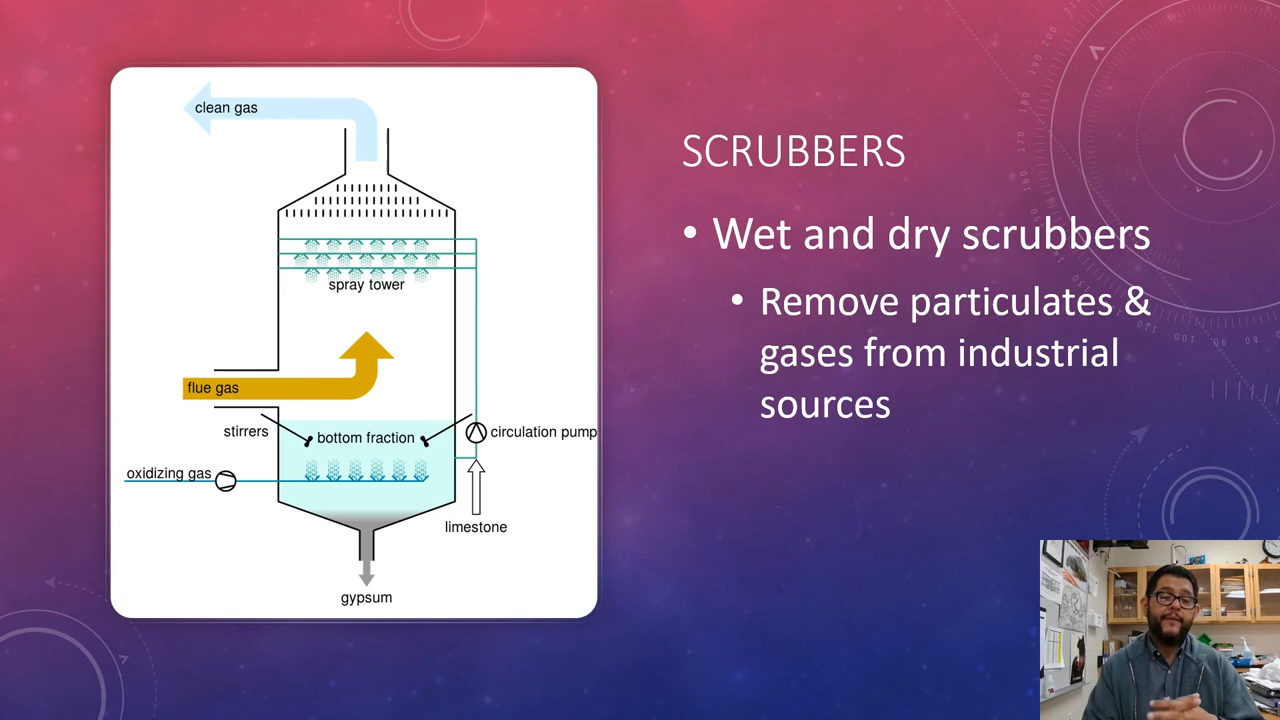 clean gas
spray tower
flue gas
stirrers
bottom fraction
circulation pump
oxidizing gas
limestone
gypsum
SCRUBBERS
• Wet and dry scrubbers
• Remove particulates &
gases from industrial
sources